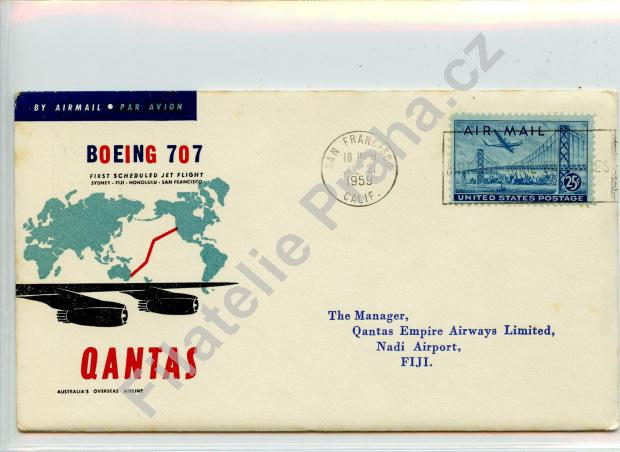 BY AIRMAIL • PAR AVION
BOEING 707
FIRST SCHEDULED JET FLIGHT
SYDNEY - FIJI - HONOLULU - SAN FRANCISCO
QANTAS
AUSTRALIA'S OVERSEAS AIRLINE
SAN FRANCISCO
10
1959
CALIF.
AIR MAIL
25¢
UNITED STATES POSTAGE
The Manager,
Qantas Empire Airways Limited,
Nadi Airport,
FIJI.
Filatelie Praha.cz